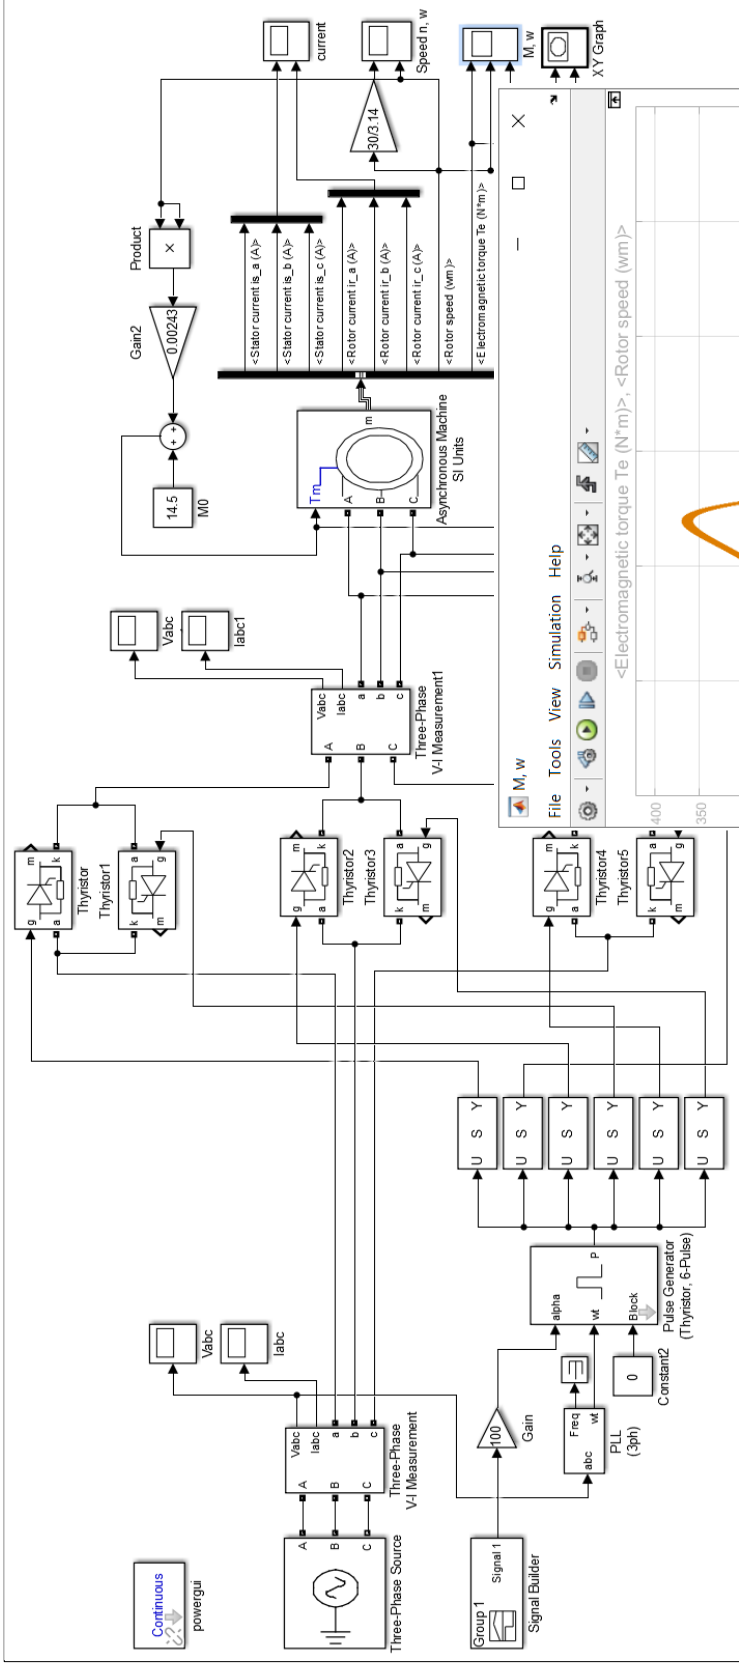 Continuous
powergui
A
B
C
Three-Phase Source
A
B
C
Vabc
Iabc
a
b
c
Three-Phase
V-I Measurement
Vabc
Iabc
Group 1
Signal 1
Signal Builder
100
Gain
abc
Freq
wt
PLL
(3ph)
0
Constant2
alpha
wt
Block
P
Pulse Generator
(Thyristor, 6-Pulse)
U S Y
U S Y
U S Y
U S Y
U S Y
U S Y
g
m
a
k
Thyristor
Thyristor1
k
a
m
g
g
m
a
k
Thyristor2
Thyristor3
k
a
m
g
m
a
k
Thyristor4
Thyristor5
k
a
m
g
A
B
C
Vabc
Iabc
a
b
c
Three-Phase
V-I Measurement1
Vabc
Iabc1
14.5
M0
+
+
0.00243
Gain2
×
Product
Tm
A
B
C
m
Asynchronous Machine
SI Units
<Stator current is_a (A)>
<Stator current is_b (A)>
<Stator current is_c (A)>
<Rotor current ir_a (A)>
<Rotor current ir_b (A)>
<Rotor current ir_c (A)>
<Rotor speed (wm)>
<Electromagnetic torque Te (N*m)>
30/3.14
current
Speed n, w
M, w
XY Graph
M, w
File Tools View Simulation Help
<Electromagnetic torque Te (N*m)>, <Rotor speed (wm)>
400
350